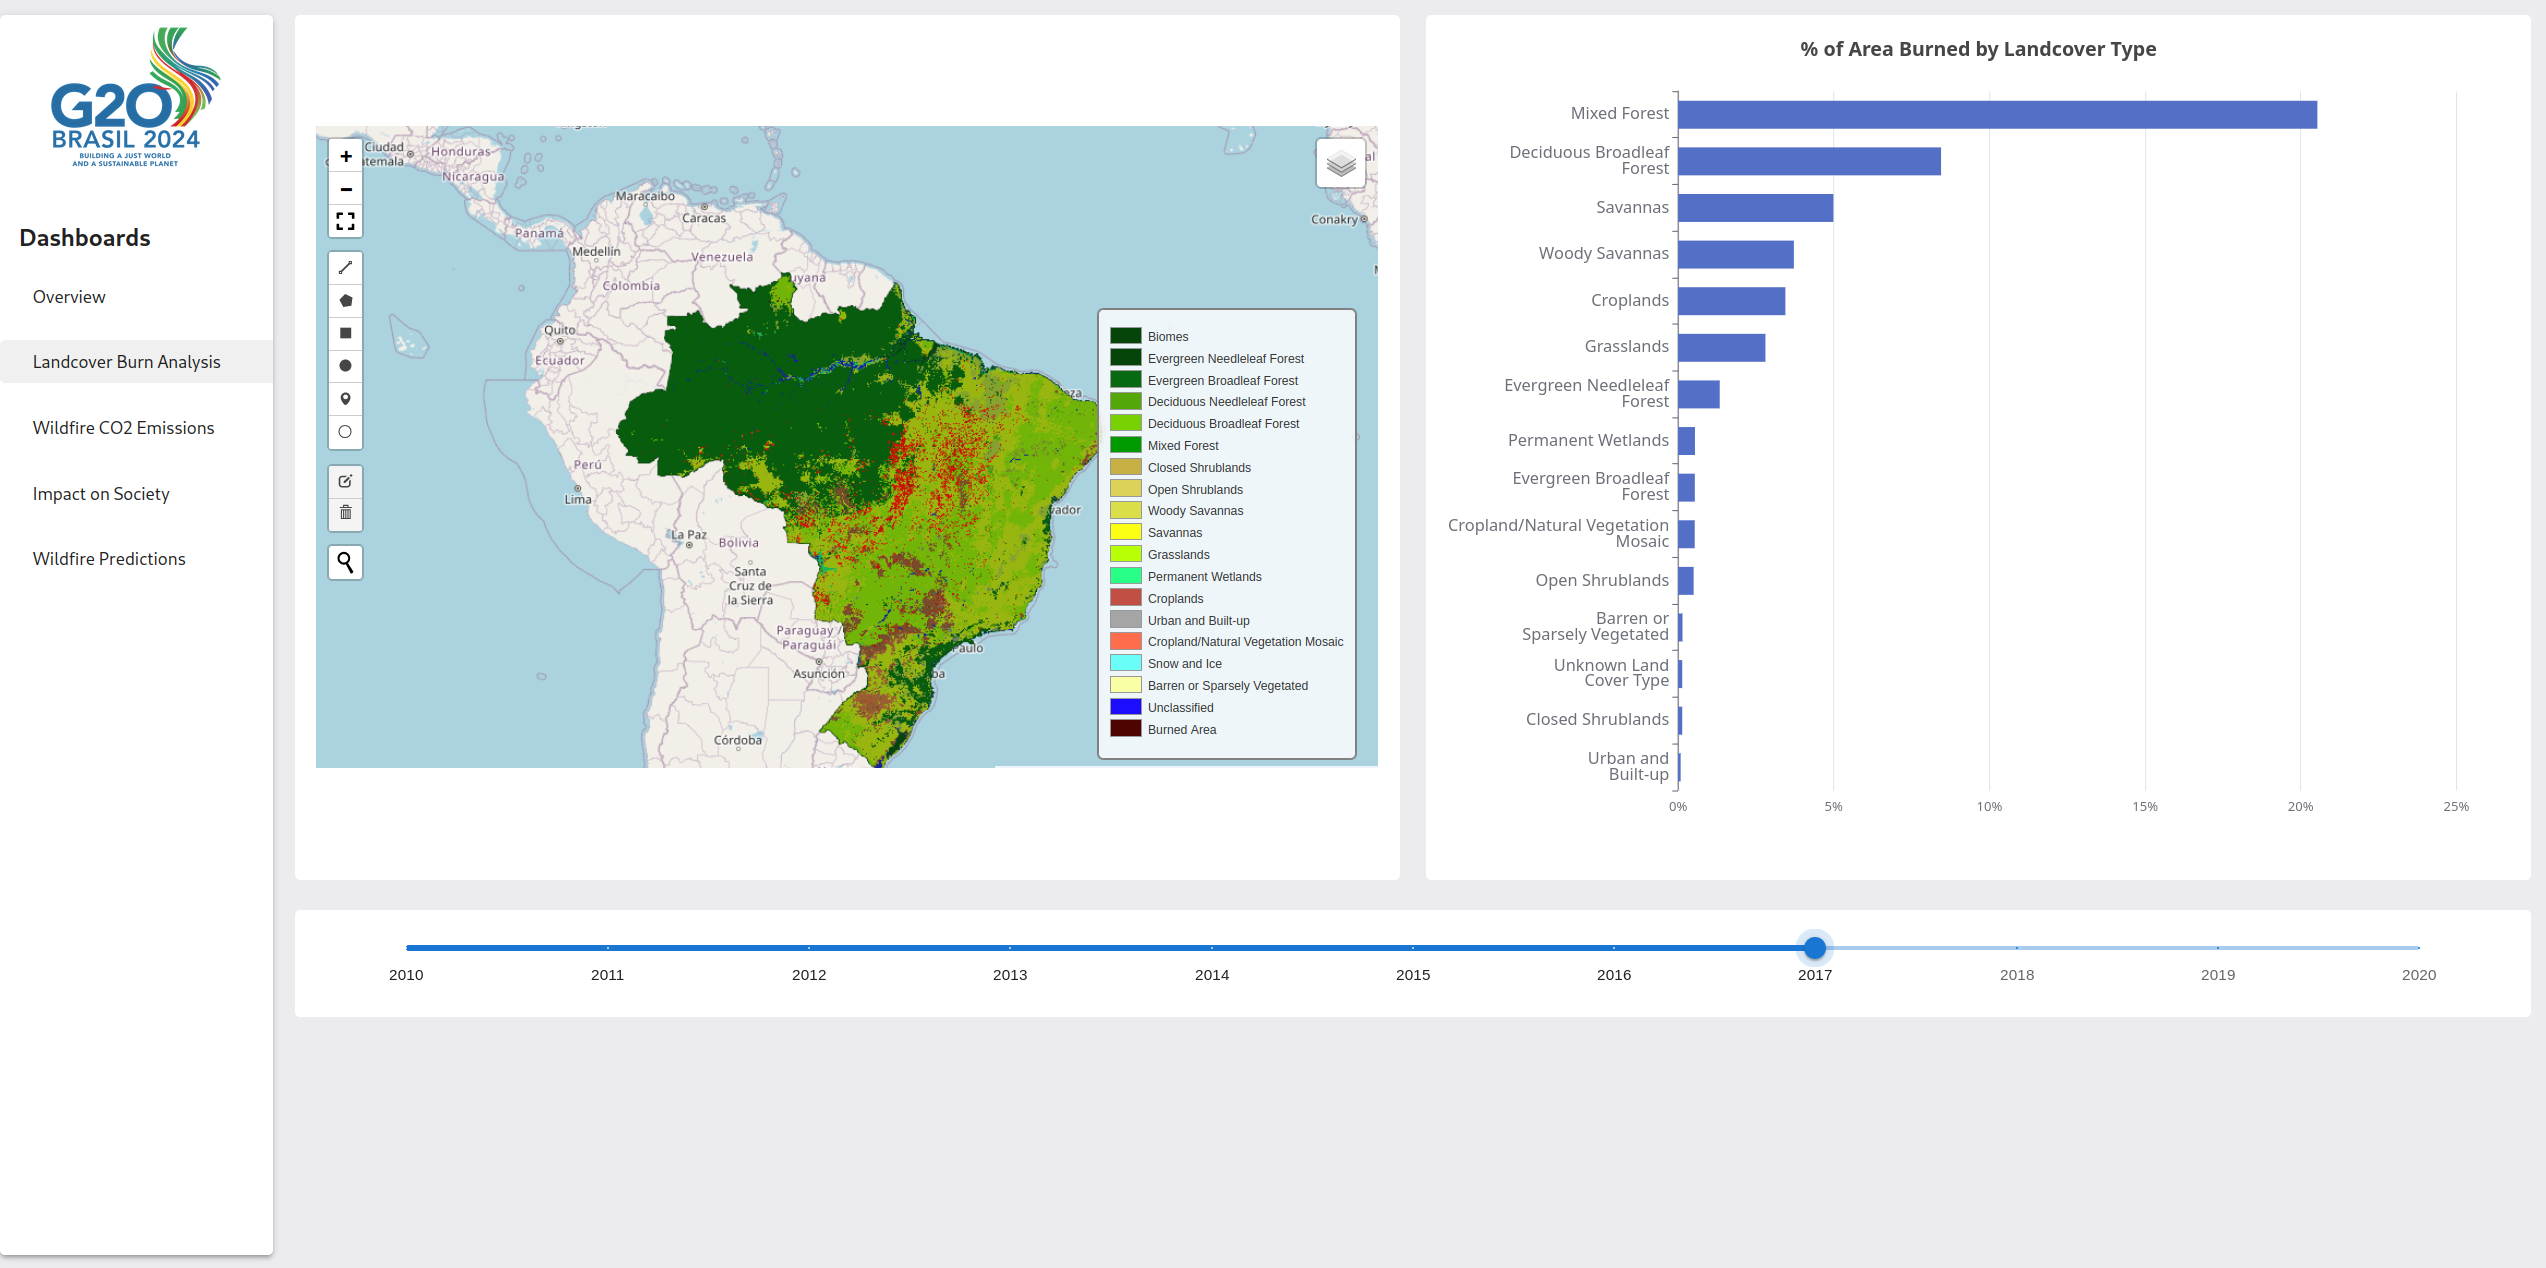 G20
BRASIL 2024
BUILDING A JUST WORLD
AND A SUSTAINABLE PLANET
Dashboards
Overview
Landcover Burn Analysis
Wildfire CO2 Emissions
Impact on Society
Wildfire Predictions
+
−
Ciudad
atemala
Honduras
Nicaragua
Maracaibo
Caracas
Conakry
Panamá
Medellín
Venezuela
uyana
Colombia
Quito
Ecuador
eza
Perú
Lima
vador
La Paz
Bolivia
Santa
Cruz de
la Sierra
Paraguay /
Paraguái
Paulo
Asunción
ba
Córdoba
Biomes
Evergreen Needleleaf Forest
Evergreen Broadleaf Forest
Deciduous Needleleaf Forest
Deciduous Broadleaf Forest
Mixed Forest
Closed Shrublands
Open Shrublands
Woody Savannas
Savannas
Grasslands
Permanent Wetlands
Croplands
Urban and Built-up
Cropland/Natural Vegetation Mosaic
Snow and Ice
Barren or Sparsely Vegetated
Unclassified
Burned Area
% of Area Burned by Landcover Type
Mixed Forest
Deciduous Broadleaf
Forest
Savannas
Woody Savannas
Croplands
Grasslands
Evergreen Needleleaf
Forest
Permanent Wetlands
Evergreen Broadleaf
Forest
Cropland/Natural Vegetation
Mosaic
Open Shrublands
Barren or
Sparsely Vegetated
Unknown Land
Cover Type
Closed Shrublands
Urban and
Built-up
0% 5% 10% 15% 20% 25%
2010 2011 2012 2013 2014 2015 2016 2017 2018 2019 2020